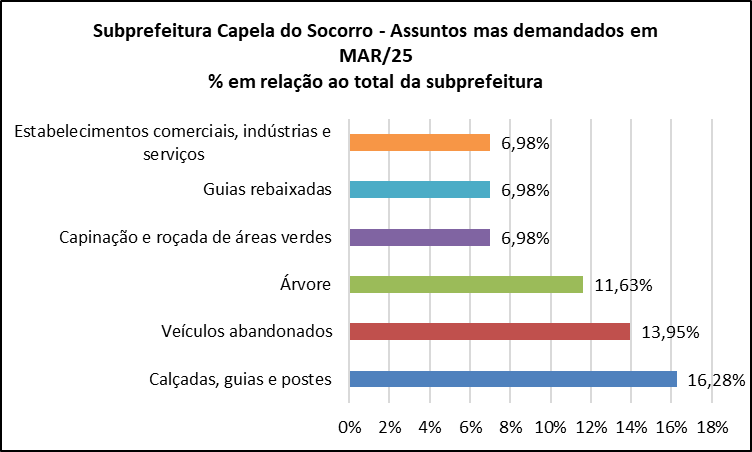 Subprefeitura Capela do Socorro - Assuntos mas demandados em
MAR/25
% em relação ao total da subprefeitura
Estabelecimentos comerciais, indústrias e
serviços
6,98%
Guias rebaixadas
6,98%
Capinação e roçada de áreas verdes
6,98%
Árvore
11,63%
Veículos abandonados
13,95%
Calçadas, guias e postes
16,28%
0% 2% 4% 6% 8% 10% 12% 14% 16% 18%